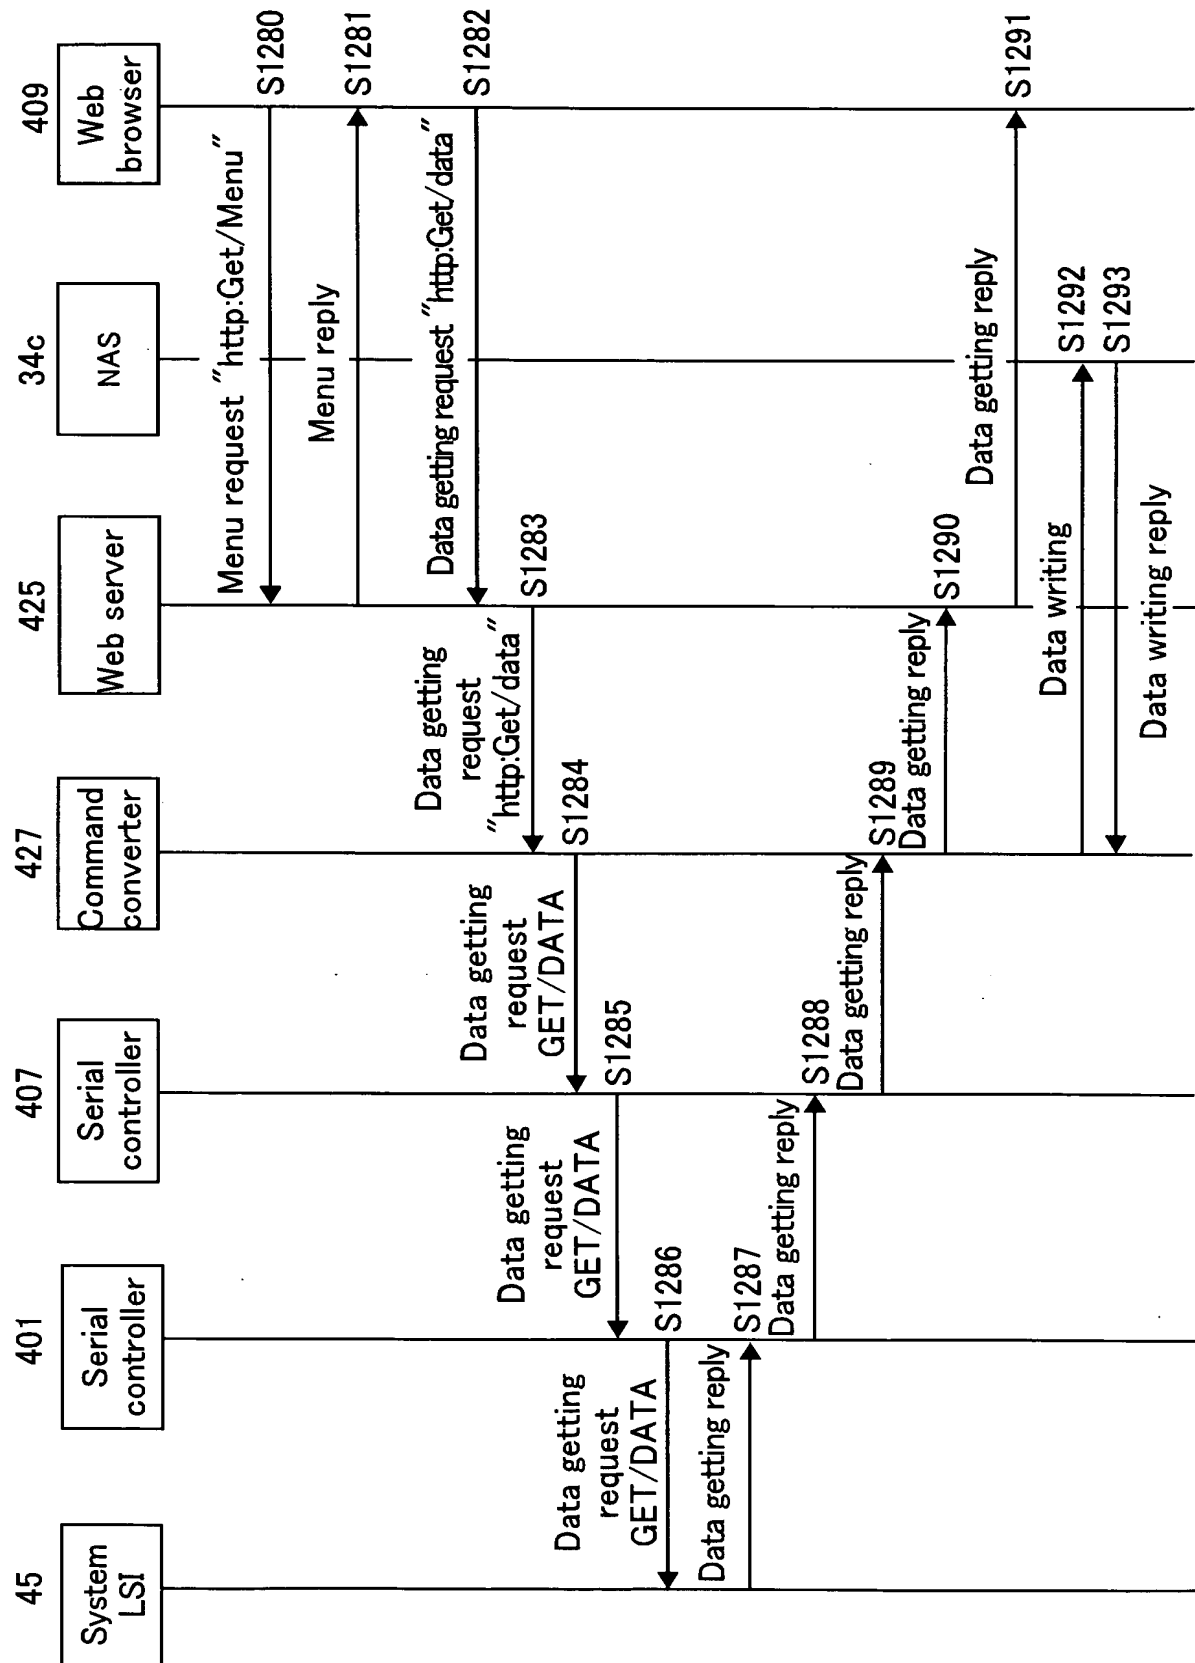 45
401
407
427
425
34c
409
System
LSI
Serial
controller
Serial
controller
Command
converter
Web server
NAS
Web
browser
Menu request "http:Get/Menu"
S1280
Menu reply
S1281
Data getting request "http:Get/data"
S1282
Data getting
request
"http:Get/data"
S1283
Data getting
request
GET/DATA
S1284
Data getting
request
GET/DATA
S1285
Data getting
request
GET/DATA
S1286
Data getting reply
S1287
Data getting reply
S1288
Data getting reply
S1289
Data getting reply
S1290
Data getting reply
S1291
Data writing
S1292
Data writing reply
S1293